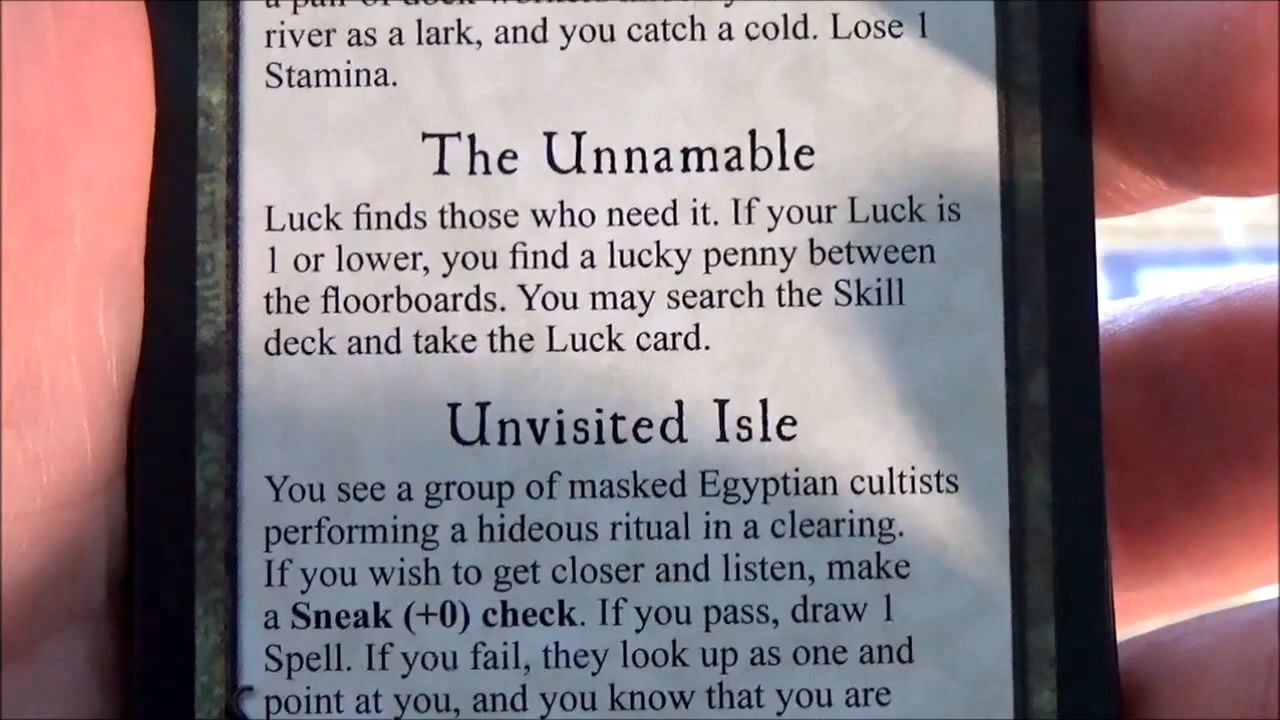 river as a lark, and you catch a cold. Lose 1
Stamina.
The Unnamable
Luck finds those who need it. If your Luck is
1 or lower, you find a lucky penny between
the floorboards. You may search the Skill
deck and take the Luck card.
Unvisited Isle
You see a group of masked Egyptian cultists
performing a hideous ritual in a clearing.
If you wish to get closer and listen, make
a Sneak (+0) check. If you pass, draw 1
Spell. If you fail, they look up as one and
point at you, and you know that you are